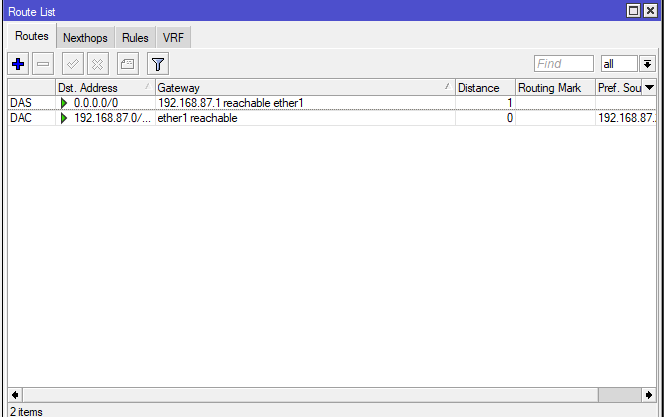 Route List
Routes Nexthops Rules VRF
Find all
Dst. Address Gateway Distance Routing Mark Pref. Sou
DAS 0.0.0.0/0 192.168.87.1 reachable ether1 1
DAC 192.168.87.0/... ether1 reachable 0 192.168.87.
2 items